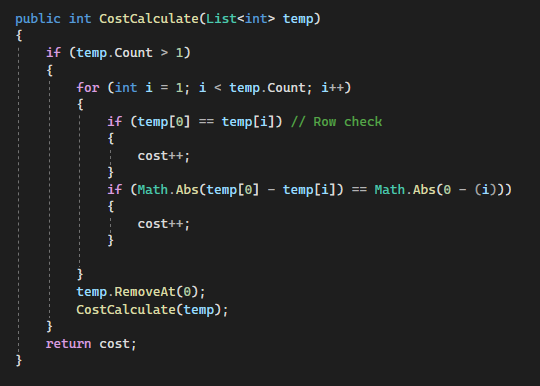 public int CostCalculate(List<int> temp)
{
if (temp.Count > 1)
{
for (int i = 1; i < temp.Count; i++)
{
if (temp[0] == temp[i]) // Row check
{
cost++;
}
if (Math.Abs(temp[0] - temp[i]) == Math.Abs(0 - (i)))
{
cost++;
}
}
temp.RemoveAt(0);
CostCalculate(temp);
}
return cost;
}